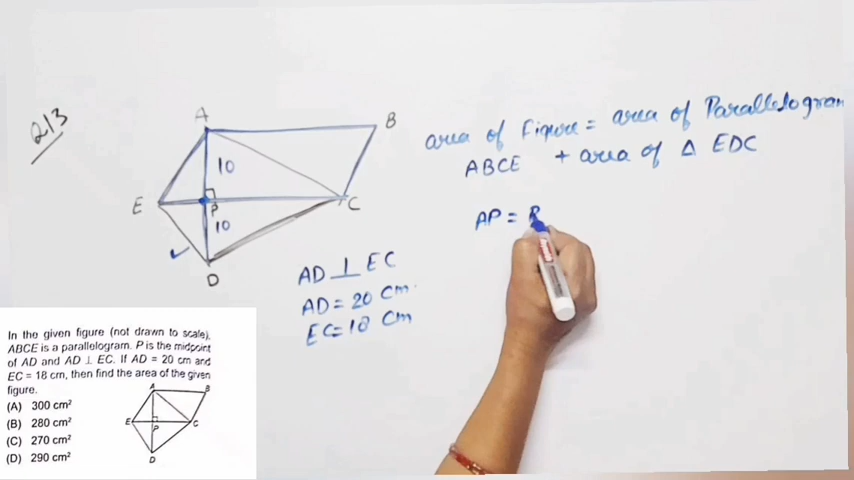 213
A
B
10
E
P
C
10
D
AD ⊥ EC
AD = 20 Cm.
EC = 18 Cm
area of Figure = area of Parallelogram
ABCE + area of Δ EDC
AP =
In the given figure (not drawn to scale),
ABCE is a parallelogram. P is the midpoint
of AD and AD ⊥ EC. If AD = 20 cm and
EC = 18 cm, then find the area of the given
figure.
(A) 300 cm²
(B) 280 cm²
(C) 270 cm²
(D) 290 cm²
A
B
E
P
C
D